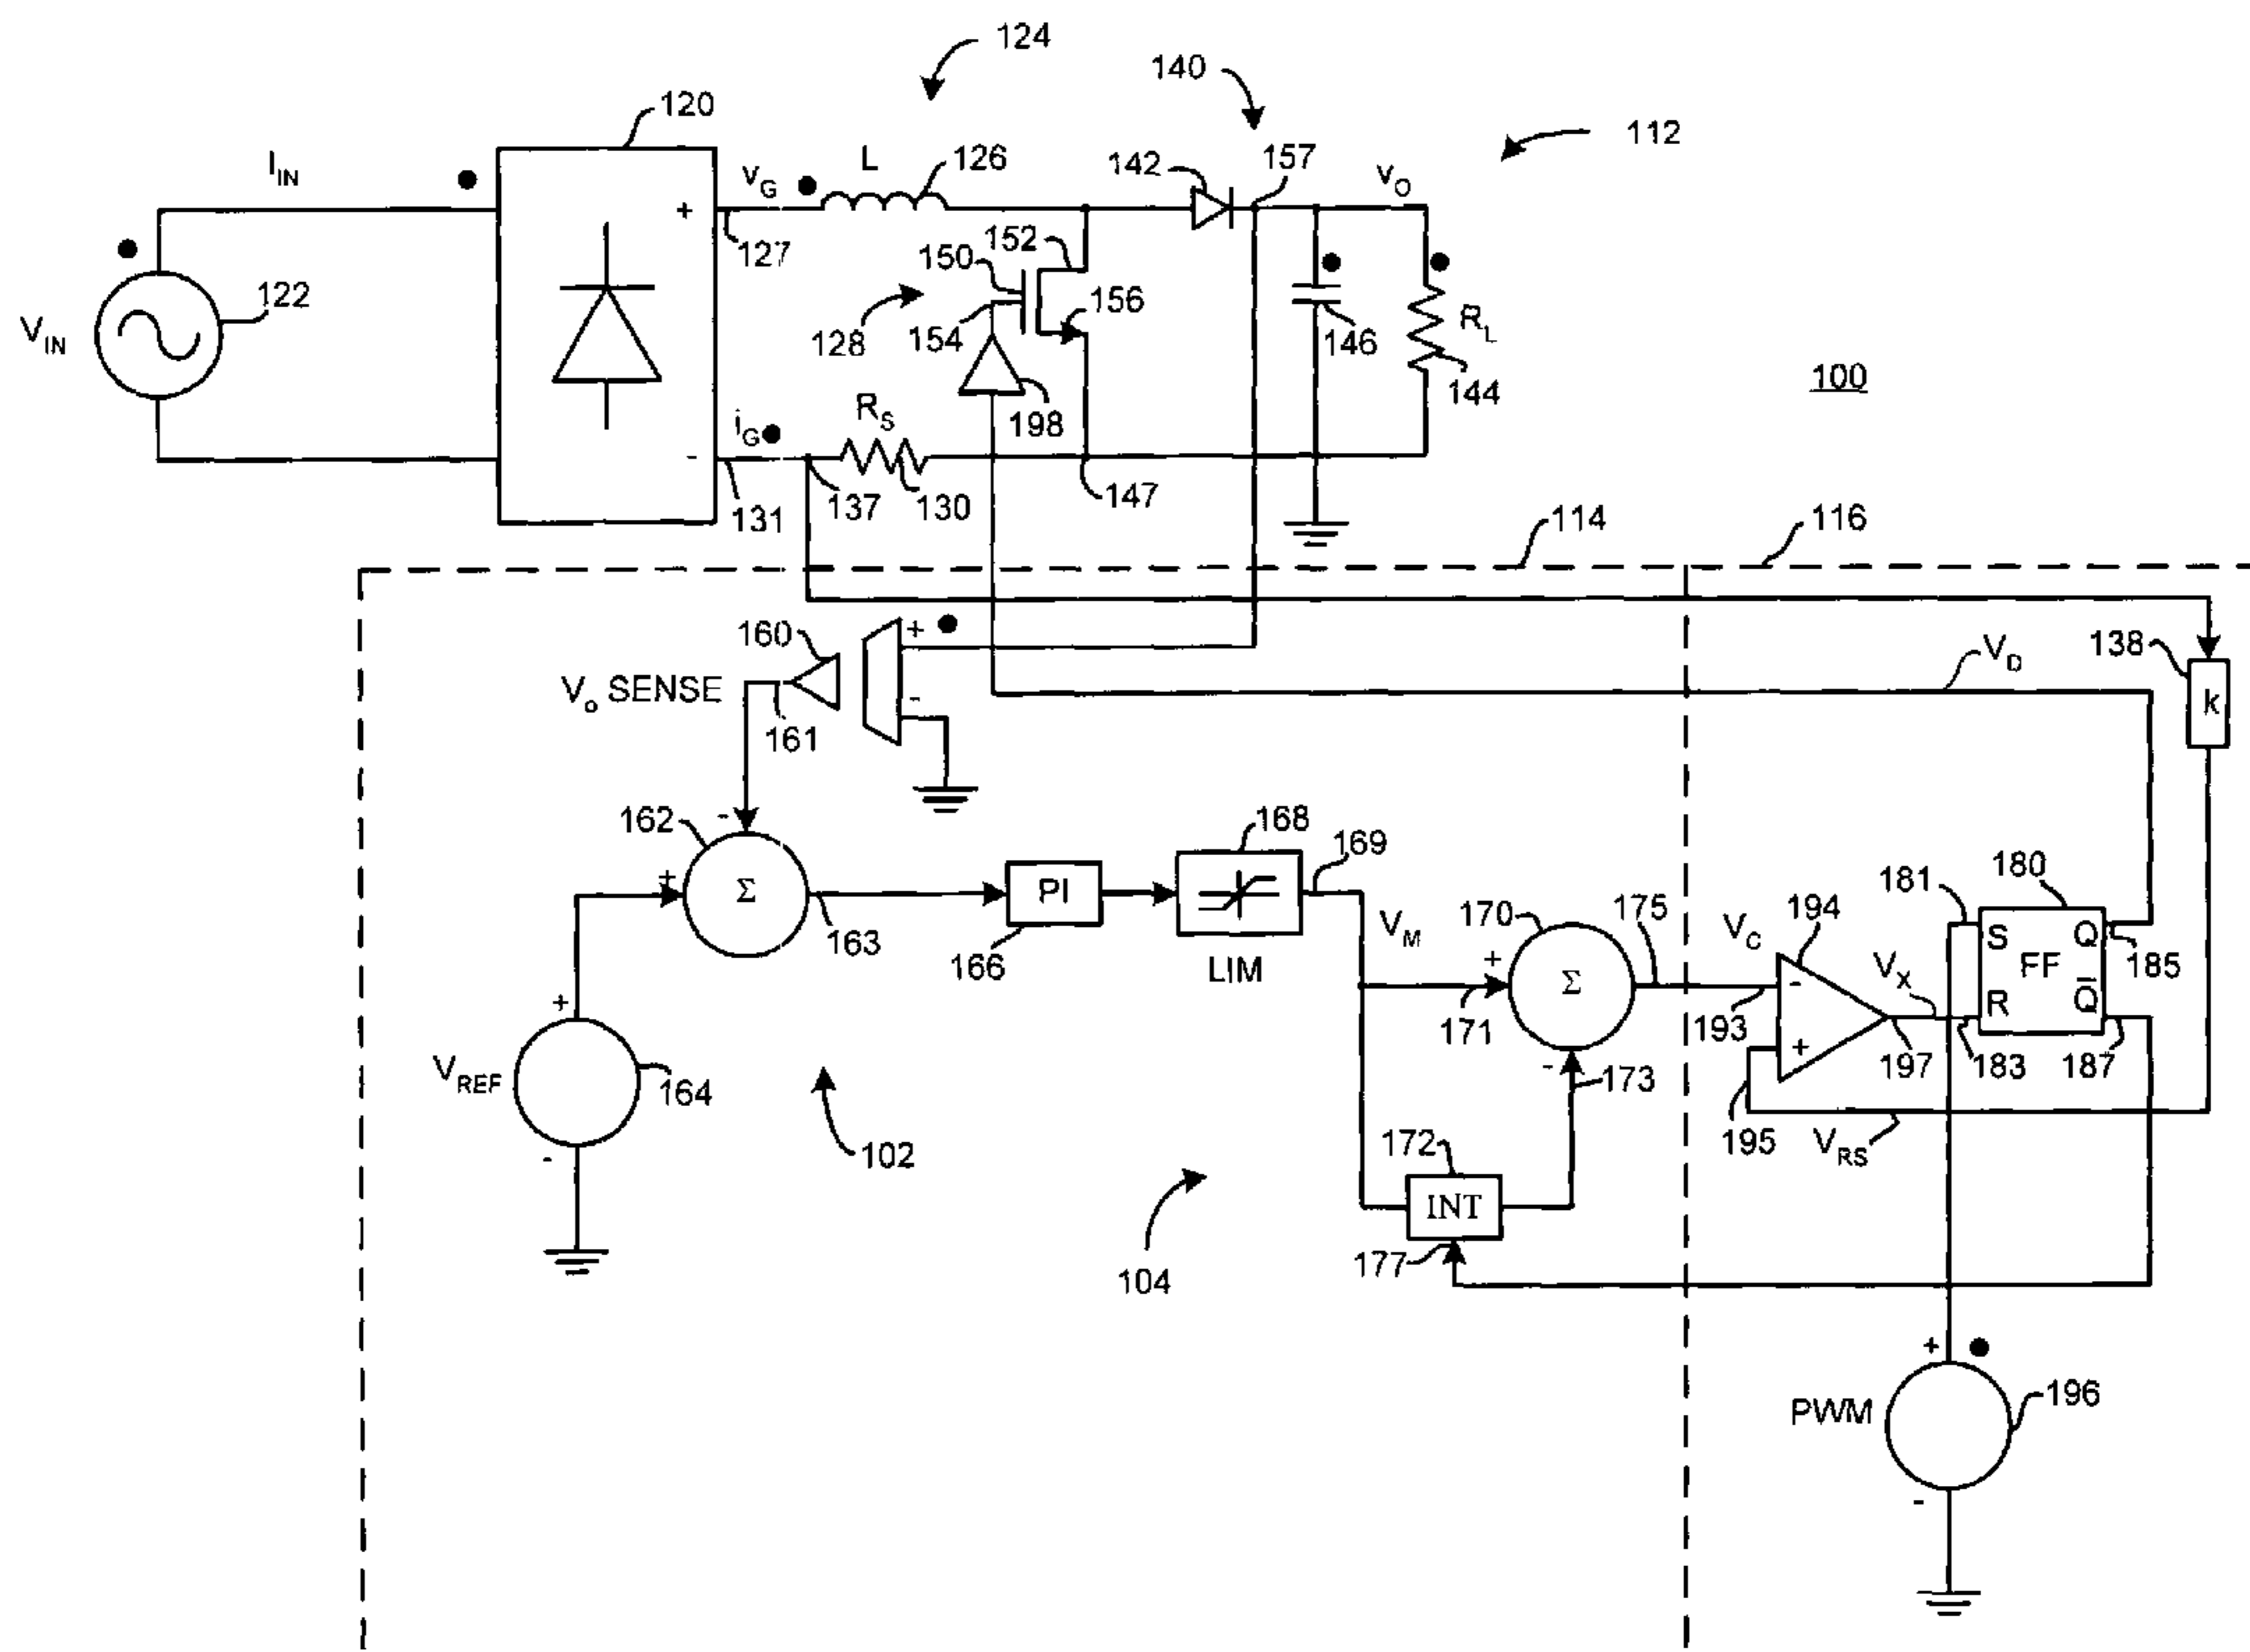 124
140
120
112
I_IN
v_G
L
126
142
157
v_O
+
127
152
150
122
V_IN
156
154
128
146
R_L
144
100
198
R_S
i_G
-
131
137
130
147
114
116
160
+
138
V_D
V_o SENSE
-
k
161
162
-
168
169
180
181
+
Σ
PI
163
V_M
170
175
V_C
194
S
Q
FF
185
166
LIM
+
Σ
-
V_X
R
Q̄
+
171
193
197
183
187
V_REF
164
-
173
+
-
102
172
195
V_RS
INT
177
104
+
PWM
196
-